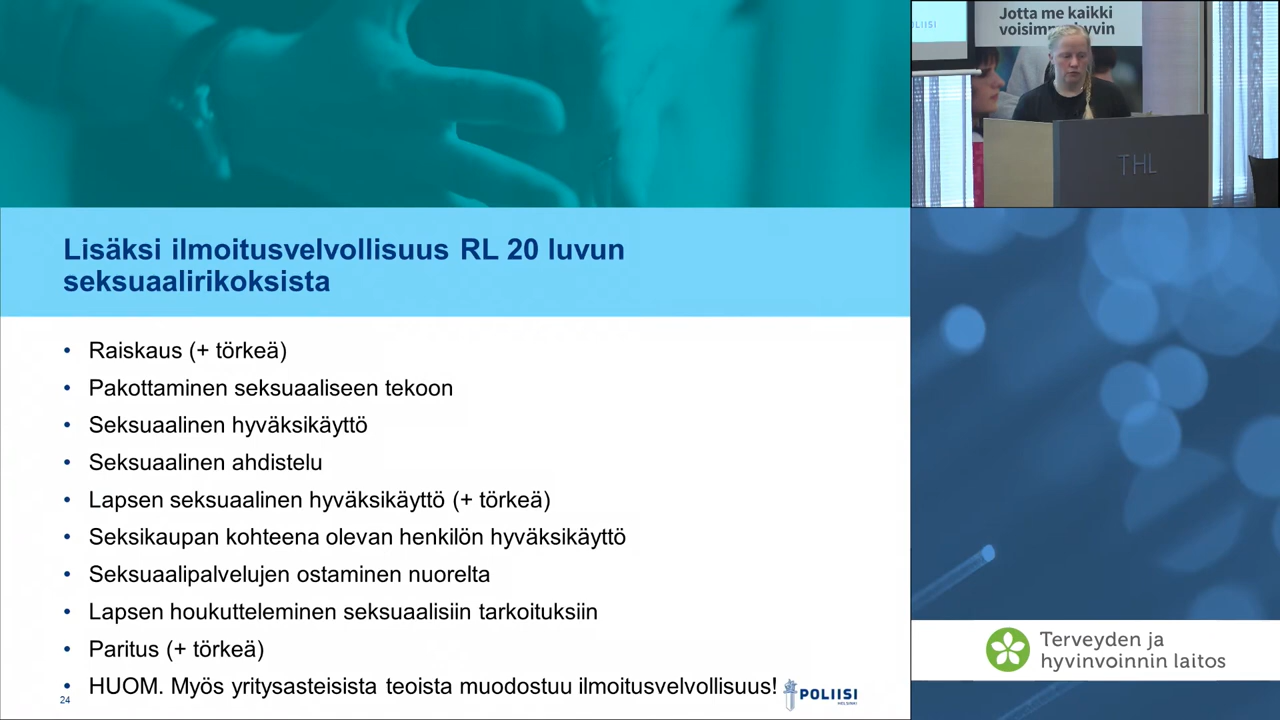 Lisäksi ilmoitusvelvollisuus RL 20 luvun
seksuaalirikoksista
• Raiskaus (+ törkeä)
• Pakottaminen seksuaaliseen tekoon
• Seksuaalinen hyväksikäyttö
• Seksuaalinen ahdistelu
• Lapsen seksuaalinen hyväksikäyttö (+ törkeä)
• Seksikaupan kohteena olevan henkilön hyväksikäyttö
• Seksuaalipalvelujen ostaminen nuorelta
• Lapsen houkutteleminen seksuaalisiin tarkoituksiin
• Paritus (+ törkeä)
• HUOM. Myös yritysasteisista teoista muodostuu ilmoitusvelvollisuus!
24
POLIISI
HELSINKI
Jotta me kaikki
THL
Terveyden ja
hyvinvoinnin laitos